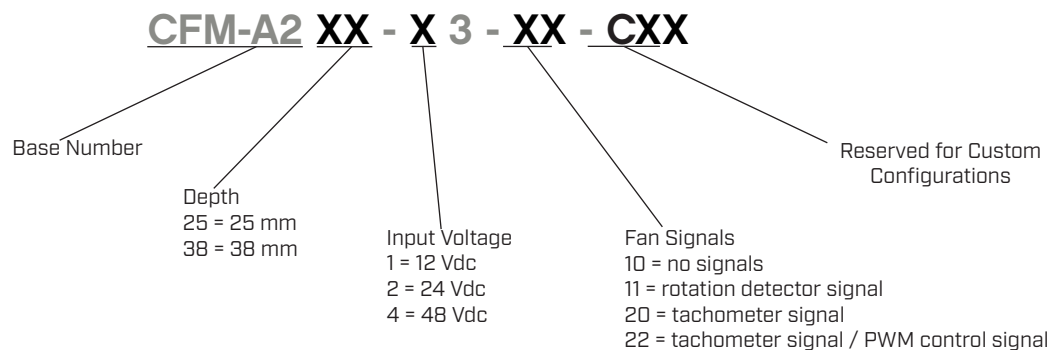 CFM-A2 XX - X 3 - XX - CXX
Base Number
Depth
25 = 25 mm
38 = 38 mm
Input Voltage
1 = 12 Vdc
2 = 24 Vdc
4 = 48 Vdc
Fan Signals
10 = no signals
11 = rotation detector signal
20 = tachometer signal
22 = tachometer signal / PWM control signal
Reserved for Custom
Configurations